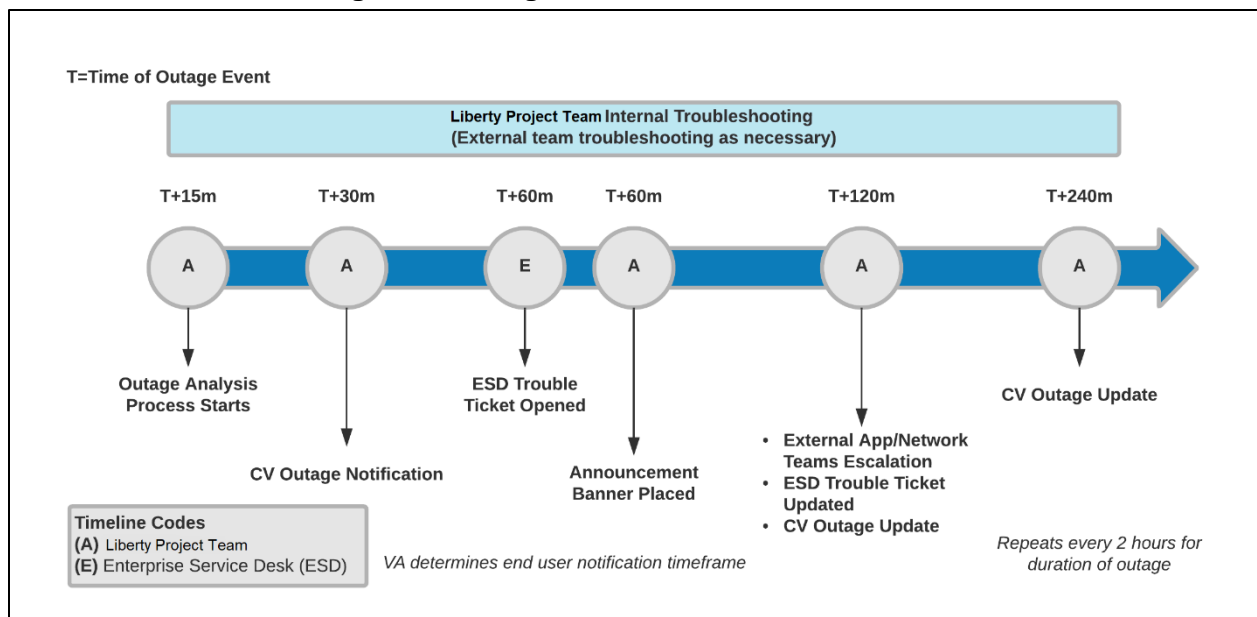 T=Time of Outage Event
Liberty Project Team Internal Troubleshooting
(External team troubleshooting as necessary)
T+15m
T+30m
T+60m
T+60m
T+120m
T+240m
A
A
E
A
A
A
Outage Analysis
Process Starts
CV Outage Notification
ESD Trouble
Ticket Opened
Announcement
Banner Placed
• External App/Network
Teams Escalation
• ESD Trouble Ticket
Updated
• CV Outage Update
CV Outage Update
Timeline Codes
(A) Liberty Project Team
(E) Enterprise Service Desk (ESD)
VA determines end user notification timeframe
Repeats every 2 hours for
duration of outage